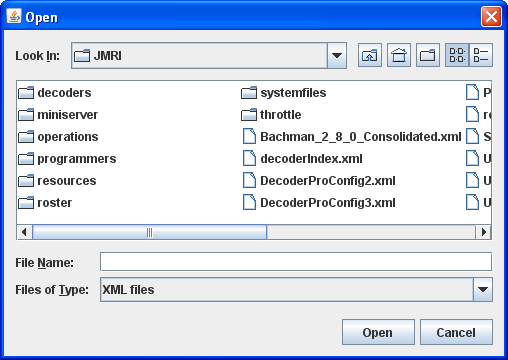 Open
Look In: JMRI
decoders
miniserver
operations
programmers
resources
roster
systemfiles
throttle
Bachman_2_8_0_Consolidated.xml
decoderIndex.xml
DecoderProConfig2.xml
DecoderProConfig3.xml
P
re
S
U
U
U
File Name:
Files of Type: XML files
Open Cancel